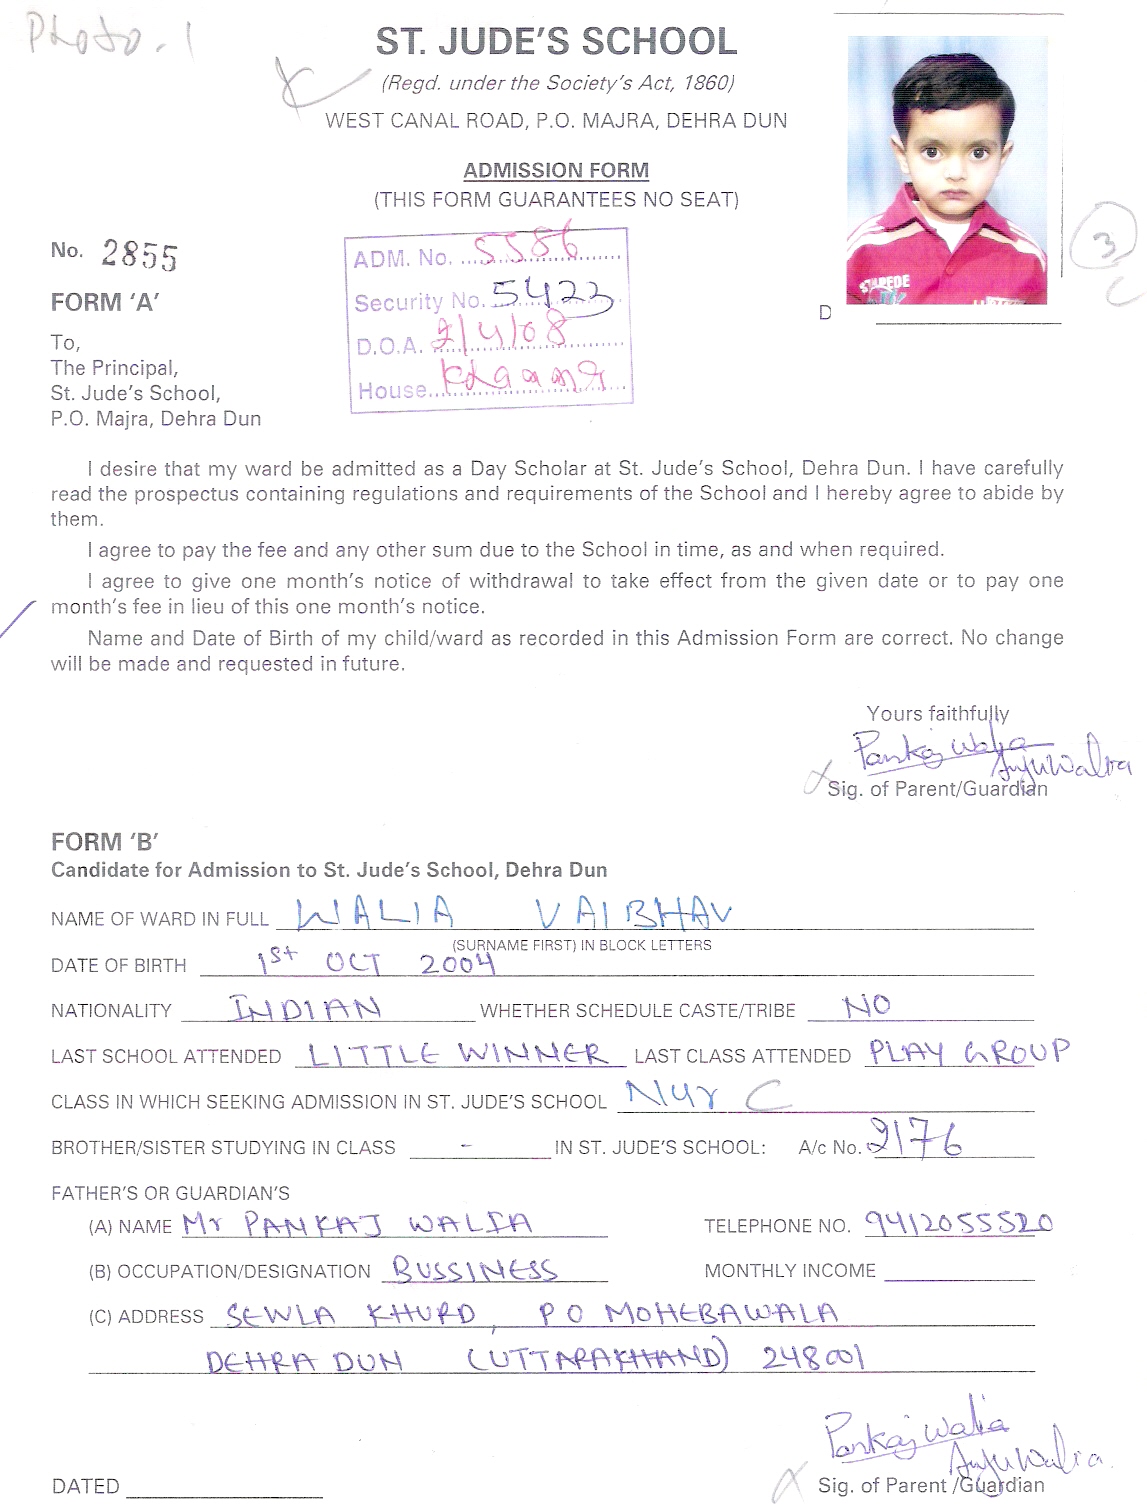 Photo. 1
ST. JUDE'S SCHOOL
(Regd. under the Society's Act, 1860)
WEST CANAL ROAD, P.O. MAJRA, DEHRA DUN
ADMISSION FORM
(THIS FORM GUARANTEES NO SEAT)
No. 2855
ADM. No. 5586
Security No. 5423
D.O.A. 2/4/08
House
3
D
STAPEDE
FORM 'A'
To,
The Principal,
St. Jude's School,
P.O. Majra, Dehra Dun
I desire that my ward be admitted as a Day Scholar at St. Jude's School, Dehra Dun. I have carefully
read the prospectus containing regulations and requirements of the School and I hereby agree to abide by
them.
I agree to pay the fee and any other sum due to the School in time, as and when required.
I agree to give one month's notice of withdrawal to take effect from the given date or to pay one
month's fee in lieu of this one month's notice.
Name and Date of Birth of my child/ward as recorded in this Admission Form are correct. No change
will be made and requested in future.
Yours faithfully
Pankaj Walia Anju Walia
Sig. of Parent/Guardian
FORM 'B'
Candidate for Admission to St. Jude's School, Dehra Dun
NAME OF WARD IN FULL WALIA VAIBHAV
(SURNAME FIRST) IN BLOCK LETTERS
DATE OF BIRTH 1st OCT 2004
NATIONALITY INDIAN WHETHER SCHEDULE CASTE/TRIBE NO
LAST SCHOOL ATTENDED LITTLE WINNER LAST CLASS ATTENDED PLAY GROUP
CLASS IN WHICH SEEKING ADMISSION IN ST. JUDE'S SCHOOL Nur C
BROTHER/SISTER STUDYING IN CLASS - IN ST. JUDE'S SCHOOL: A/c No. 2176
FATHER'S OR GUARDIAN'S
(A) NAME Mr PANKAJ WALIA TELEPHONE NO. 9412055520
(B) OCCUPATION/DESIGNATION BUSSINESS MONTHLY INCOME
(C) ADDRESS SEWLA KHURD, P O MOHEBAWALA
DEHRA DUN (UTTARAKHAND) 248001
Pankaj Walia
Anju Walia.
DATED Sig. of Parent /Guardian